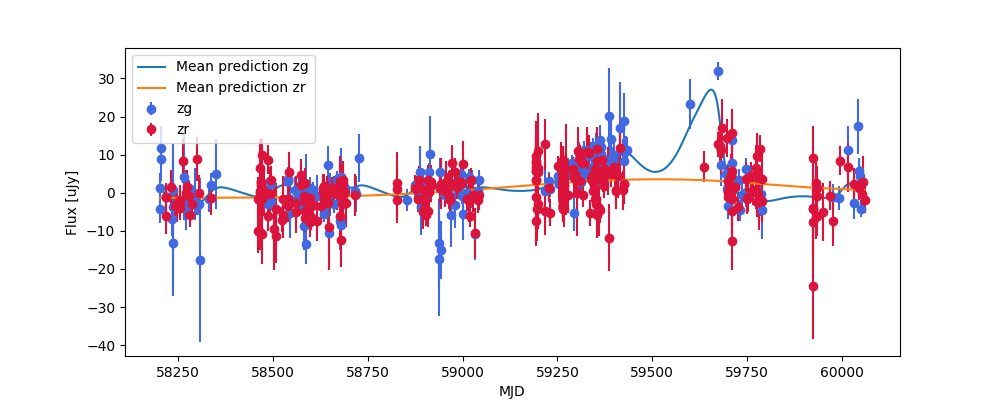 Mean prediction zg
Mean prediction zr
zg
zr
Flux [uJy]
30
20
10
0
−10
−20
−30
−40
58250 58500 58750 59000 59250 59500 59750 60000
MJD